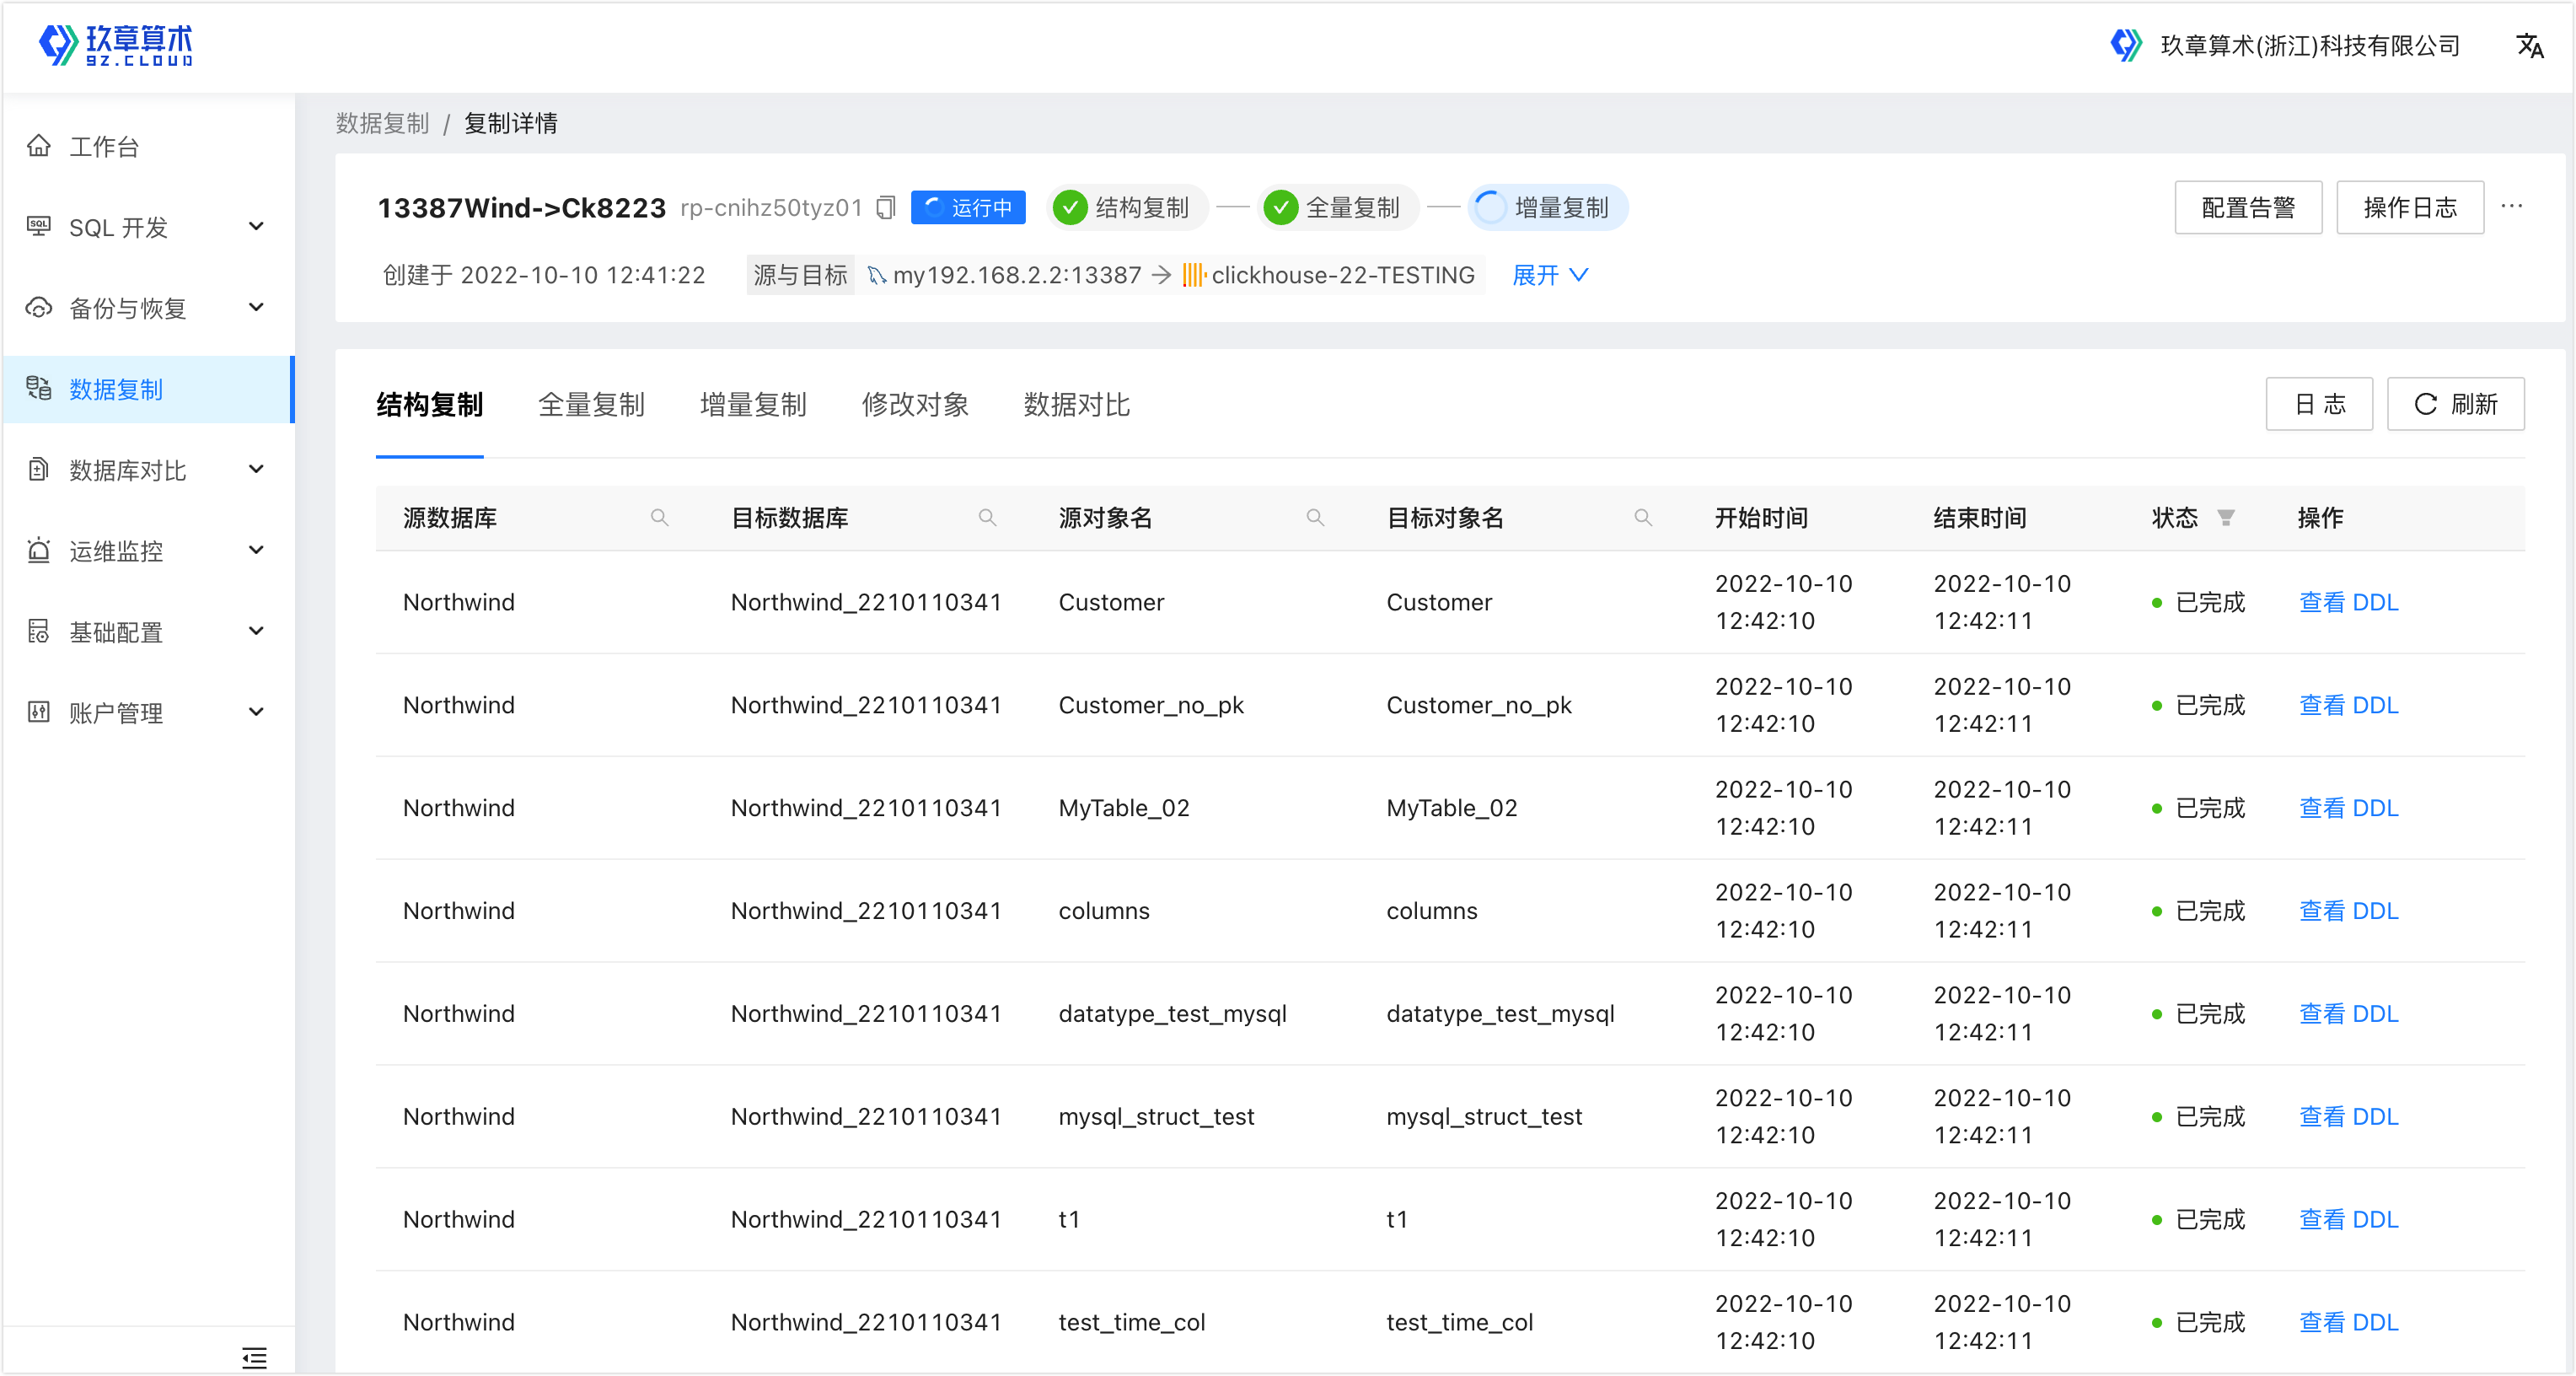 玖章算术
9Z.CLOUD
玖章算术(浙江)科技有限公司
工作台
SQL 开发
备份与恢复
数据复制
数据库对比
运维监控
基础配置
账户管理
数据复制 / 复制详情
13387Wind->Ck8223 rp-cnihz50tyz01 运行中 结构复制 全量复制 增量复制 配置告警 操作日志 ...
创建于 2022-10-10 12:41:22 源与目标 my192.168.2.2:13387 → clickhouse-22-TESTING 展开
结构复制 全量复制 增量复制 修改对象 数据对比 日志 刷新
源数据库 目标数据库 源对象名 目标对象名 开始时间 结束时间 状态 操作
Northwind Northwind_2210110341 Customer Customer 2022-10-10 12:42:10 2022-10-10 12:42:11 已完成 查看 DDL
Northwind Northwind_2210110341 Customer_no_pk Customer_no_pk 2022-10-10 12:42:10 2022-10-10 12:42:11 已完成 查看 DDL
Northwind Northwind_2210110341 MyTable_02 MyTable_02 2022-10-10 12:42:10 2022-10-10 12:42:11 已完成 查看 DDL
Northwind Northwind_2210110341 columns columns 2022-10-10 12:42:10 2022-10-10 12:42:11 已完成 查看 DDL
Northwind Northwind_2210110341 datatype_test_mysql datatype_test_mysql 2022-10-10 12:42:10 2022-10-10 12:42:11 已完成 查看 DDL
Northwind Northwind_2210110341 mysql_struct_test mysql_struct_test 2022-10-10 12:42:10 2022-10-10 12:42:11 已完成 查看 DDL
Northwind Northwind_2210110341 t1 t1 2022-10-10 12:42:10 2022-10-10 12:42:11 已完成 查看 DDL
Northwind Northwind_2210110341 test_time_col test_time_col 2022-10-10 12:42:10 2022-10-10 12:42:11 已完成 查看 DDL